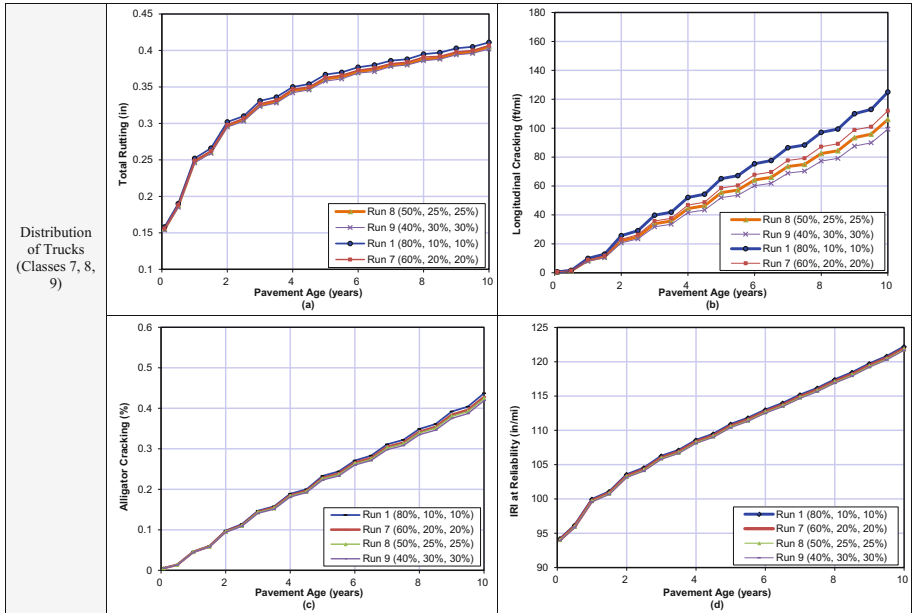 Distribution
of Trucks
(Classes 7, 8,
9)
0.45
0.4
0.35
0.3
0.25
0.2
0.15
0.1
Total Rutting (in)
Run 8 (50%, 25%, 25%)
Run 9 (40%, 30%, 30%)
Run 1 (80%, 10%, 10%)
Run 7 (60%, 20%, 20%)
0 2 4 6 8 10
Pavement Age (years)
(a)
180
160
140
120
100
80
60
40
20
0
Longitudinal Cracking (ft/mi)
Run 8 (50%, 25%, 25%)
Run 9 (40%, 30%, 30%)
Run 1 (80%, 10%, 10%)
Run 7 (60%, 20%, 20%)
0 2 4 6 8 10
Pavement Age (years)
(b)
0.6
0.5
0.4
0.3
0.2
0.1
0
Alligator Cracking (%)
Run 1 (80%, 10%, 10%)
Run 7 (60%, 20%, 20%)
Run 8 (50%, 25%, 25%)
Run 9 (40%, 30%, 30%)
0 2 4 6 8 10
Pavement Age (years)
(c)
125
120
115
110
105
100
95
90
IRI at Reliability (in/mi)
Run 1 (80%, 10%, 10%)
Run 7 (60%, 20%, 20%)
Run 8 (50%, 25%, 25%)
Run 9 (40%, 30%, 30%)
0 2 4 6 8 10
Pavement Age (years)
(d)